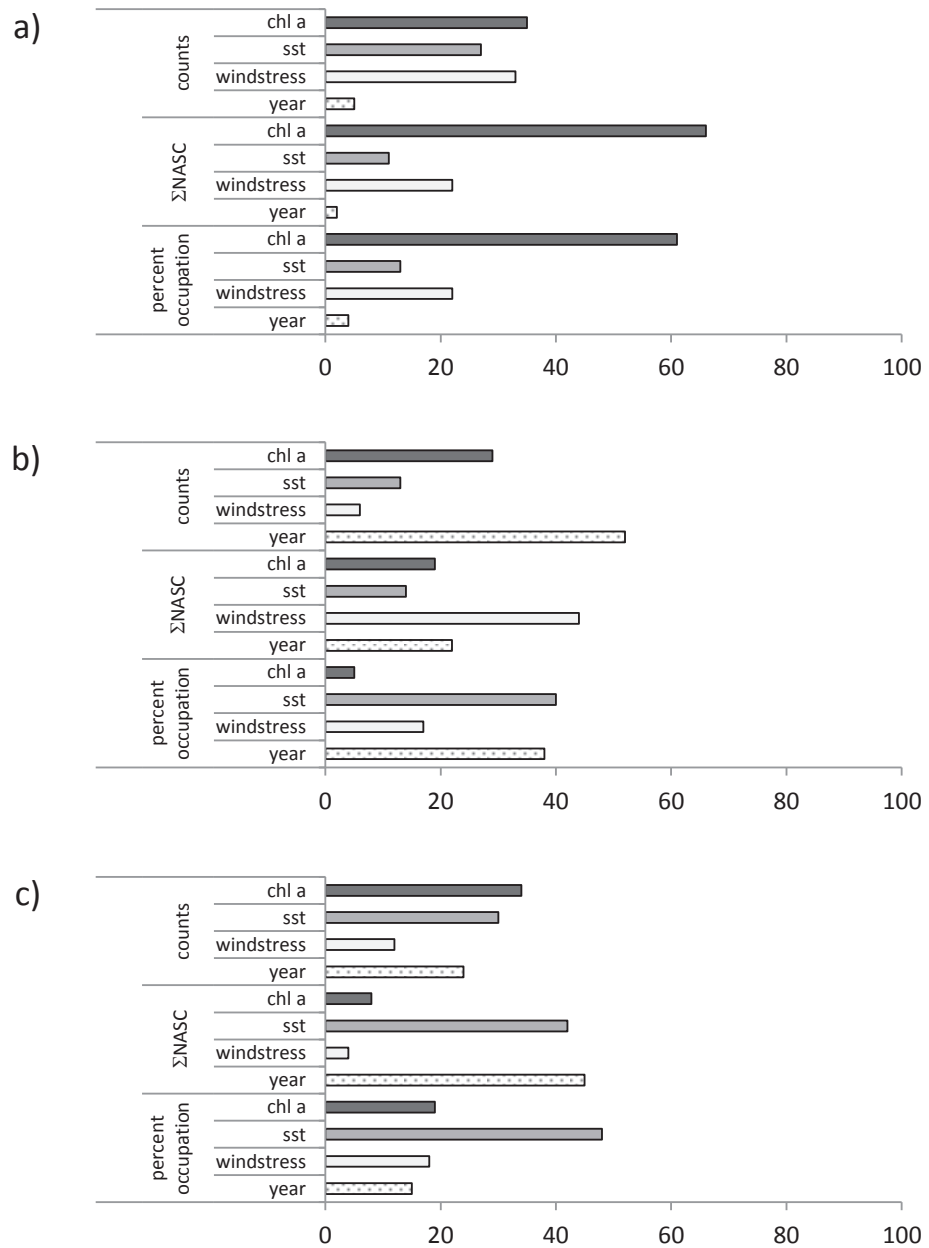 a)
counts
chl a
sst
windstress
year
ΣNASC
chl a
sst
windstress
year
percent
occupation
chl a
sst
windstress
year
0 20 40 60 80 100
b)
counts
chl a
sst
windstress
year
ΣNASC
chl a
sst
windstress
year
percent
occupation
chl a
sst
windstress
year
0 20 40 60 80 100
c)
counts
chl a
sst
windstress
year
ΣNASC
chl a
sst
windstress
year
percent
occupation
chl a
sst
windstress
year
0 20 40 60 80 100